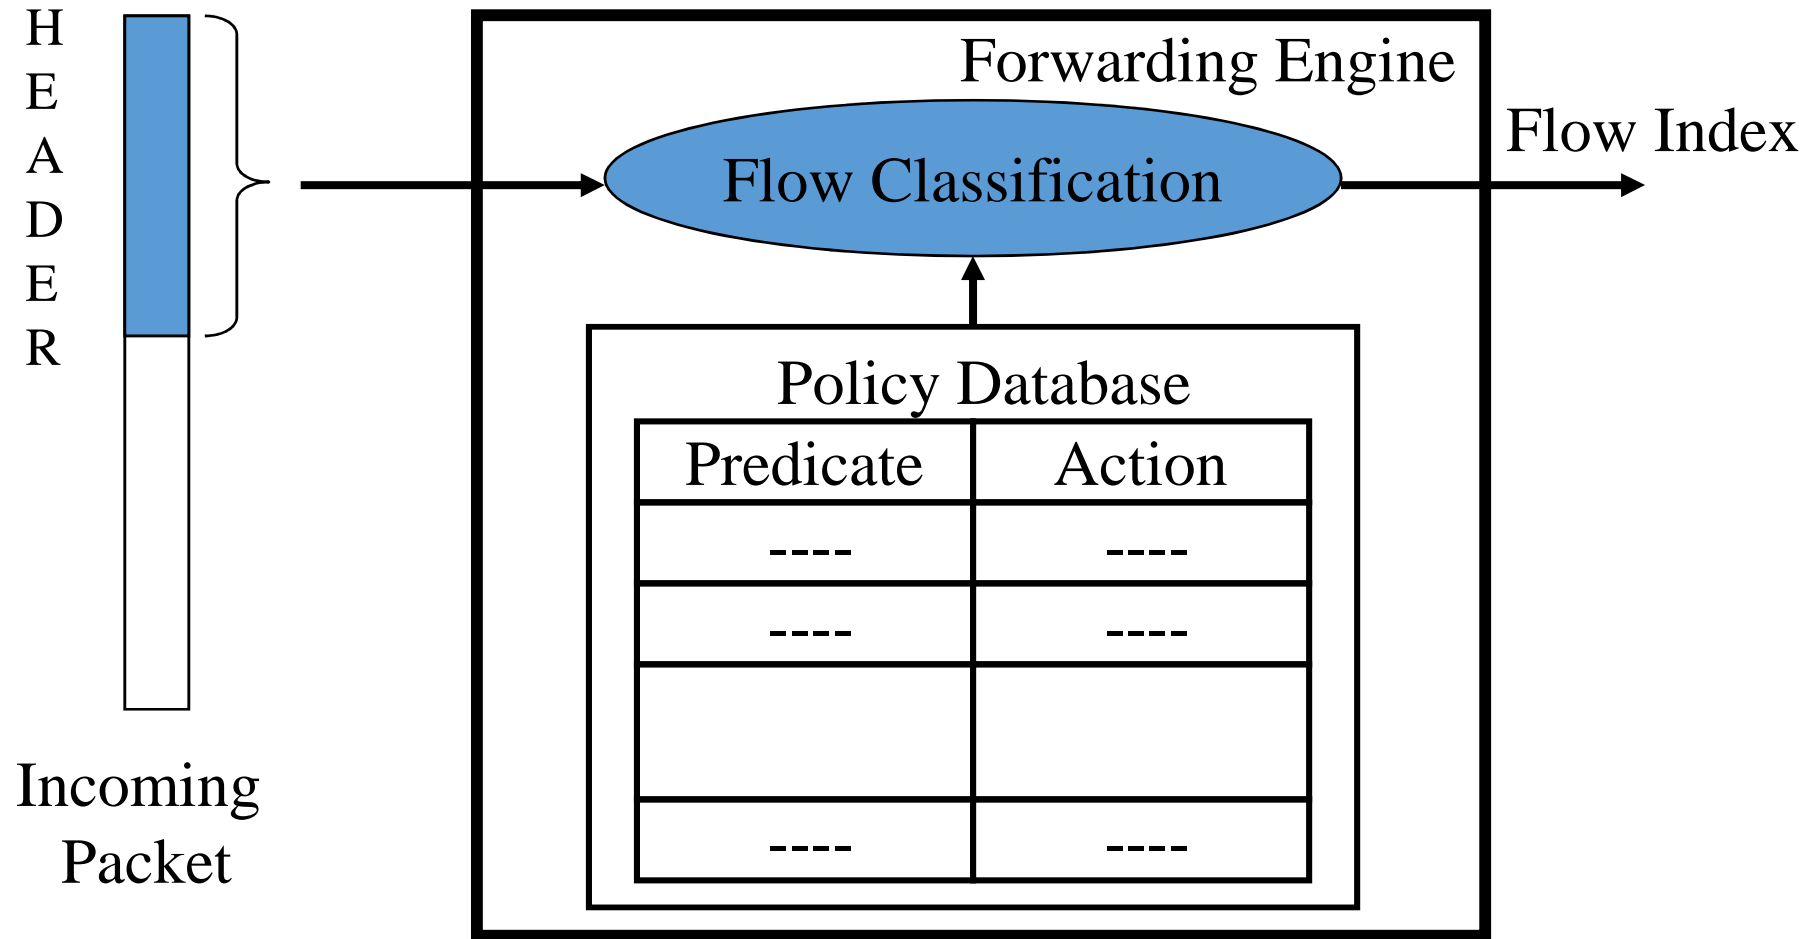 H
E
A
D
E
R
Incoming
Packet
Forwarding Engine
Flow Classification
Flow Index
Policy Database
Predicate Action
---- ----
---- ----
---- ----